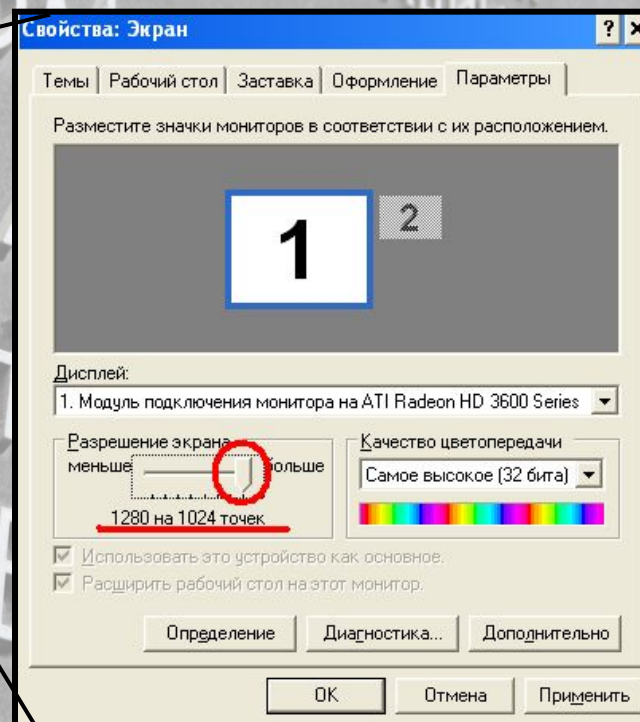 Свойства: Экран
Темы Рабочий стол Заставка Оформление Параметры
Разместите значки мониторов в соответствии с их расположением.
1 2
Дисплей:
1. Модуль подключения монитора на ATI Radeon HD 3600 Series
Разрешение экрана
меньше больше
1280 на 1024 точек
Качество цветопередачи
Самое высокое (32 бита)
Использовать это устройство как основное.
Расширить рабочий стол на этот монитор.
Определение Диагностика... Дополнительно
OK Отмена Применить